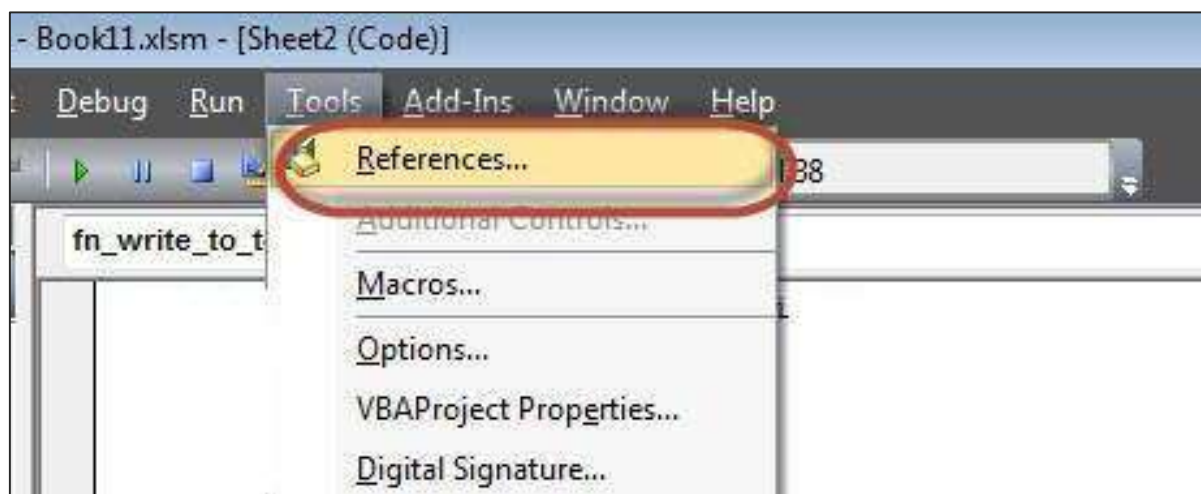 - Book11.xlsm - [Sheet2 (Code)]
Debug Run Tools Add-Ins Window Help
References...
38
Additional Controls...
fn_write_to_t
Macros...
Options...
VBAProject Properties...
Digital Signature...